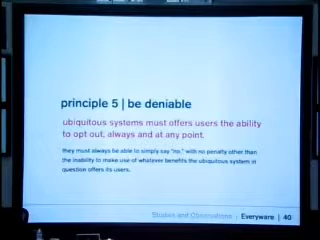 principle 5 | be deniable
ubiquitous systems must offers users the ability
to opt out, always and at any point.
they must always be able to simply say "no," with no penalty other than
the inability to make use of whatever benefits the ubiquitous system in
question offers its users.
Studies and Observations | Everyware | 40